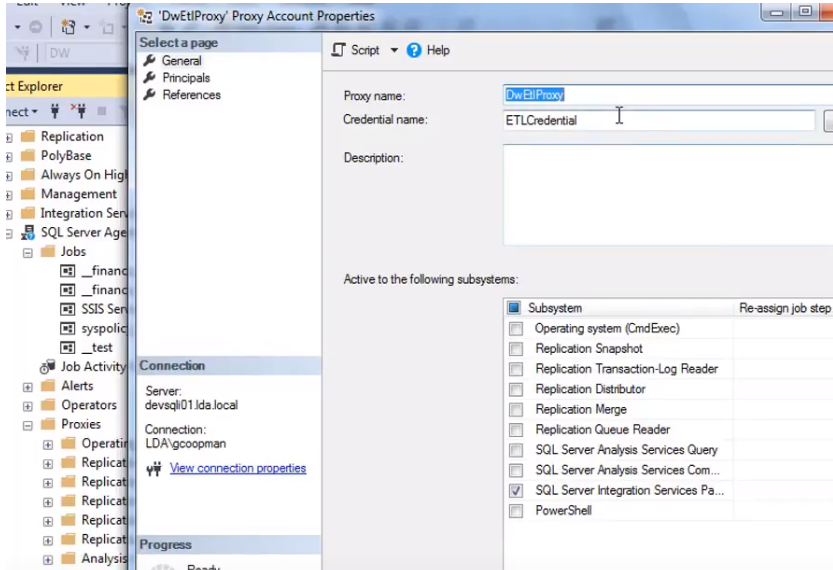 'DwEtlProxy' Proxy Account Properties
DW
ct Explorer
nect
Replication
PolyBase
Always On High
Management
Integration Serv
SQL Server Age
Jobs
__financ
__financ
SSIS Serv
syspolic
__test
Job Activity
Alerts
Operators
Proxies
Operatin
Replicat
Replicat
Replicat
Replicat
Replicat
Analysis
Select a page
General
Principals
References
Connection
Server:
devsqli01.lda.local
Connection:
LDA\gcoopman
View connection properties
Progress
Ready
Script
Help
Proxy name:
DwEtlProxy
Credential name:
ETLCredential
Description:
Active to the following subsystems:
Subsystem Re-assign job step
Operating system (CmdExec)
Replication Snapshot
Replication Transaction-Log Reader
Replication Distributor
Replication Merge
Replication Queue Reader
SQL Server Analysis Services Query
SQL Server Analysis Services Com...
SQL Server Integration Services Pa...
PowerShell